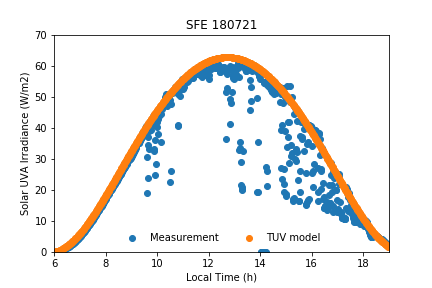 SFE 180721
Solar UVA Irradiance (W/m2)
70
60
50
40
30
20
10
0
Measurement
TUV model
6 8 10 12 14 16 18
Local Time (h)